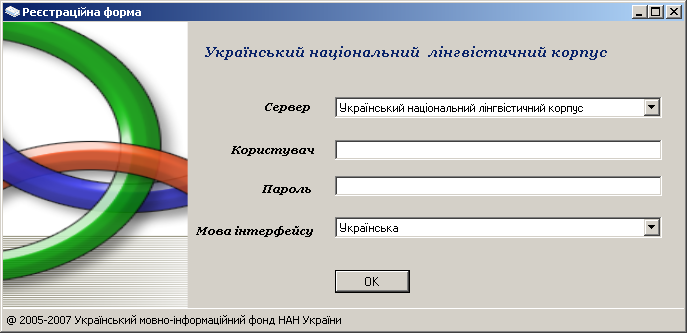 Реєстраційна форма
Український національний лінгвістичний корпус
Сервер Український національний лінгвістичний корпус
Користувач
Пароль
Мова інтерфейсу Українська
OK
@ 2005-2007 Український мовно-інформаційний фонд НАН України